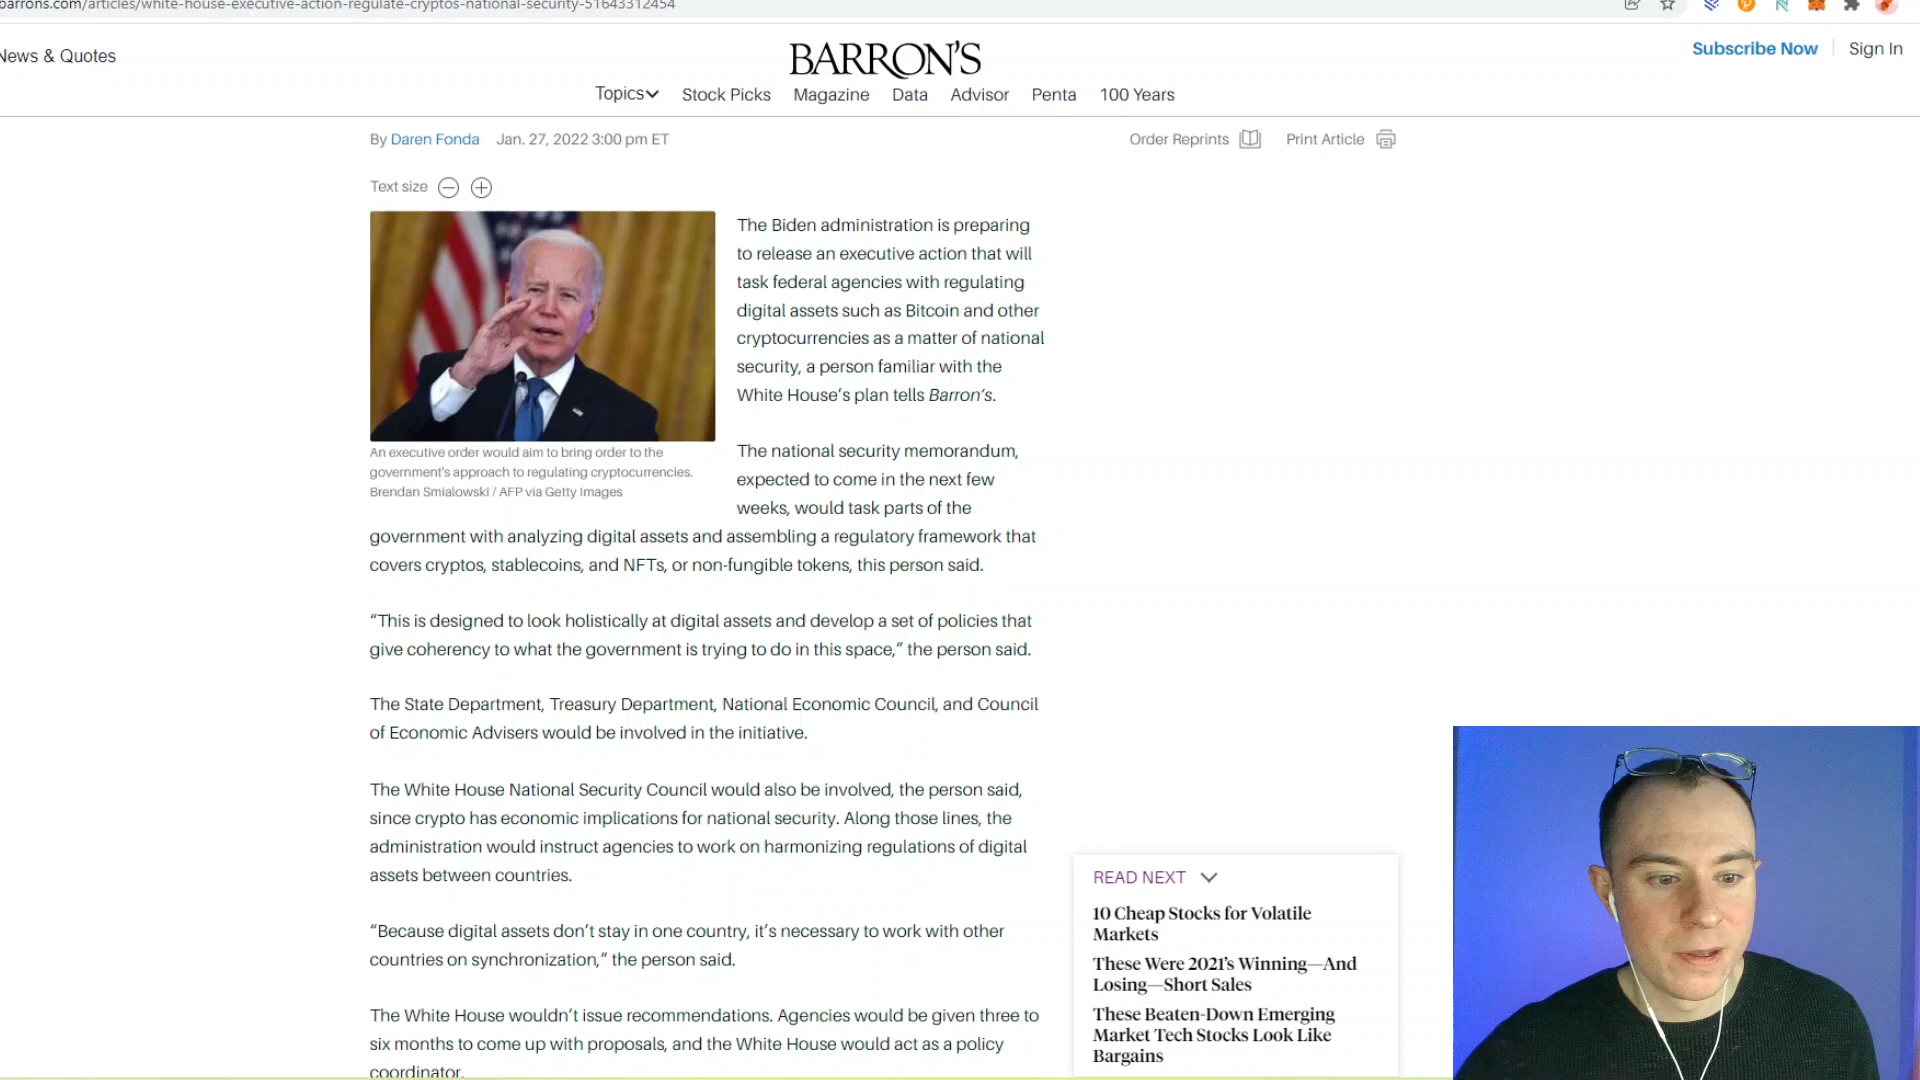 barrons.com/articles/white-house-executive-action-regulate-cryptos-national-security-51643312454
News & Quotes
BARRON'S
Subscribe Now
Sign In
Topics
Stock Picks
Magazine
Data
Advisor
Penta
100 Years
By Daren Fonda Jan. 27, 2022 3:00 pm ET
Order Reprints
Print Article
Text size
An executive order would aim to bring order to the
government's approach to regulating cryptocurrencies.
Brendan Smialowski / AFP via Getty Images
The Biden administration is preparing
to release an executive action that will
task federal agencies with regulating
digital assets such as Bitcoin and other
cryptocurrencies as a matter of national
security, a person familiar with the
White House's plan tells Barron's.
The national security memorandum,
expected to come in the next few
weeks, would task parts of the
government with analyzing digital assets and assembling a regulatory framework that
covers cryptos, stablecoins, and NFTs, or non-fungible tokens, this person said.
“This is designed to look holistically at digital assets and develop a set of policies that
give coherency to what the government is trying to do in this space,” the person said.
The State Department, Treasury Department, National Economic Council, and Council
of Economic Advisers would be involved in the initiative.
The White House National Security Council would also be involved, the person said,
since crypto has economic implications for national security. Along those lines, the
administration would instruct agencies to work on harmonizing regulations of digital
assets between countries.
“Because digital assets don't stay in one country, it's necessary to work with other
countries on synchronization,” the person said.
The White House wouldn't issue recommendations. Agencies would be given three to
six months to come up with proposals, and the White House would act as a policy
coordinator.
READ NEXT
10 Cheap Stocks for Volatile
Markets
These Were 2021's Winning—And
Losing—Short Sales
These Beaten-Down Emerging
Market Tech Stocks Look Like
Bargains